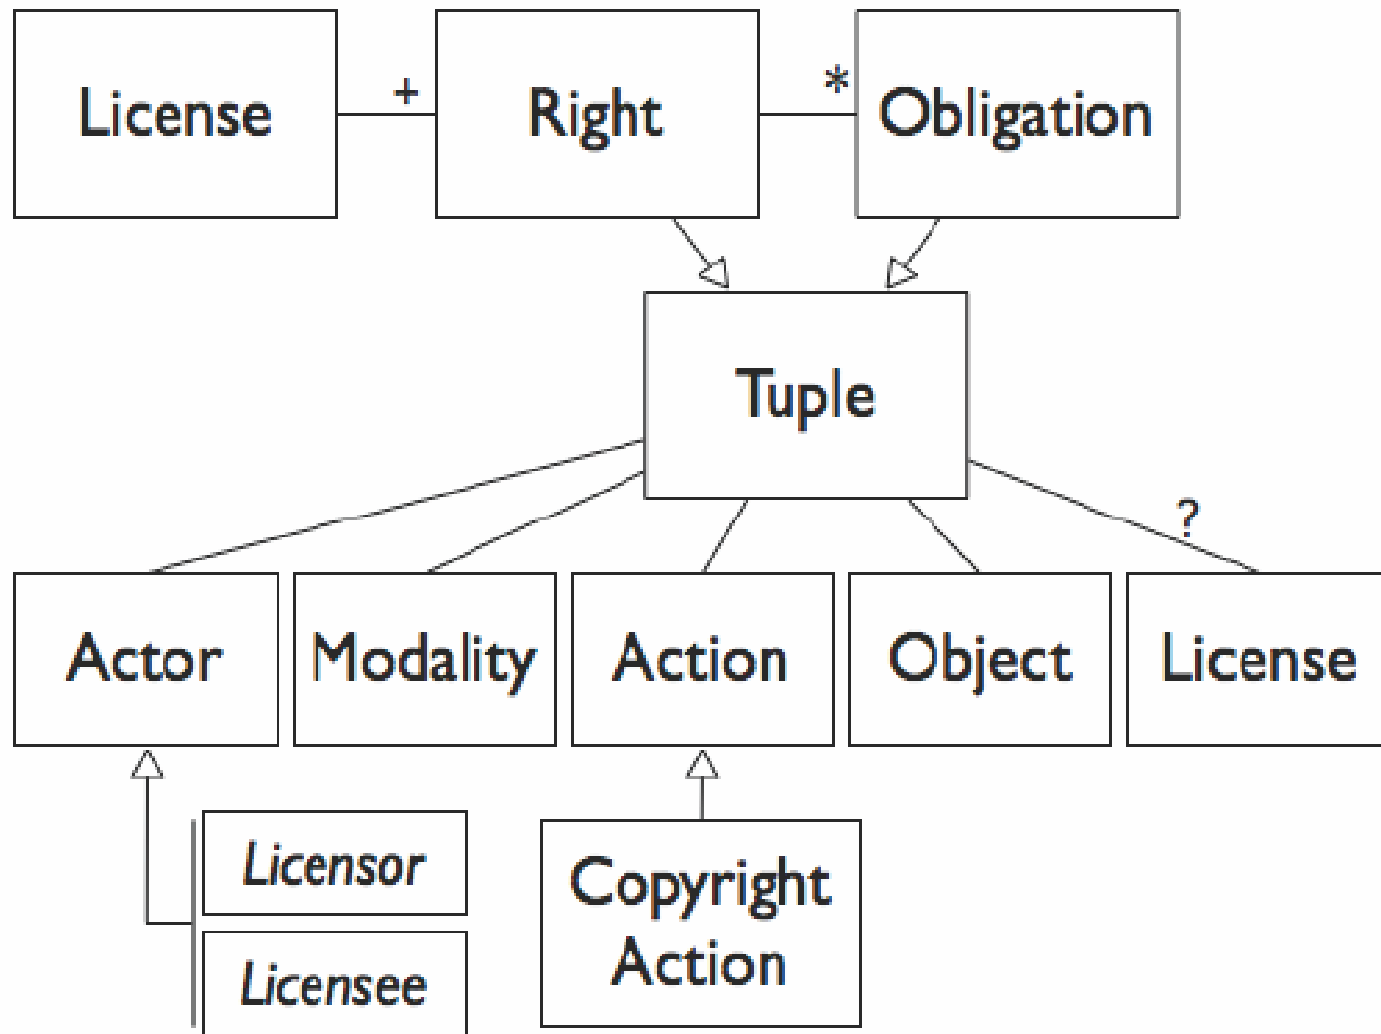 License
+
Right
*
Obligation
Tuple
?
Actor
Modality
Action
Object
License
Licensor
Copyright
Action
Licensee